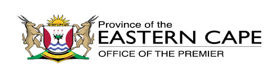 Province of the
EASTERN CAPE
OFFICE OF THE PREMIER